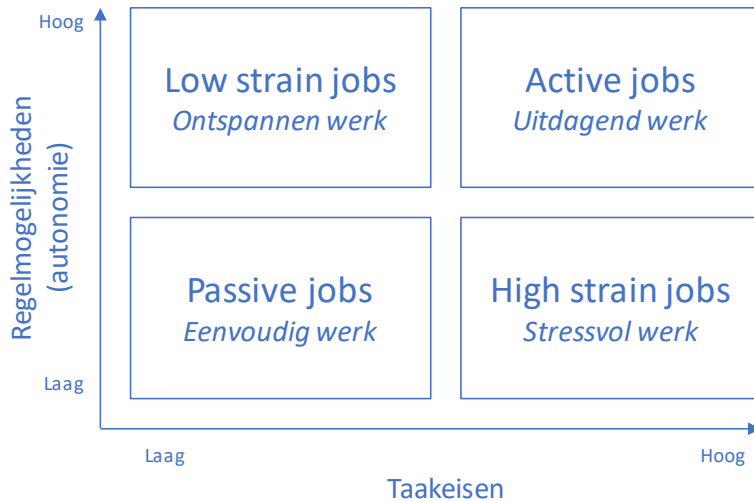 Hoog
Regelmogelijkheden
(autonomie)
Laag
Low strain jobs
Ontspannen werk
Active jobs
Uitdagend werk
Passive jobs
Eenvoudig werk
High strain jobs
Stressvol werk
Laag
Hoog
Taakeisen